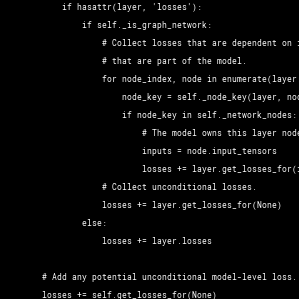 if hasattr(layer, 'losses'):
if self._is_graph_network:
# Collect losses that are dependent on
# that are part of the model.
for node_index, node in enumerate(layer
node_key = self._node_key(layer,
if node_key in self._network_nodes:
# The model owns this layer
inputs = node.input_tensors
losses += layer.get_losses_for(
# Collect unconditional losses.
losses += layer.get_losses_for(None)
else:
losses += layer.losses
# Add any potential unconditional model-level loss.
losses += self.get_losses_for(None)